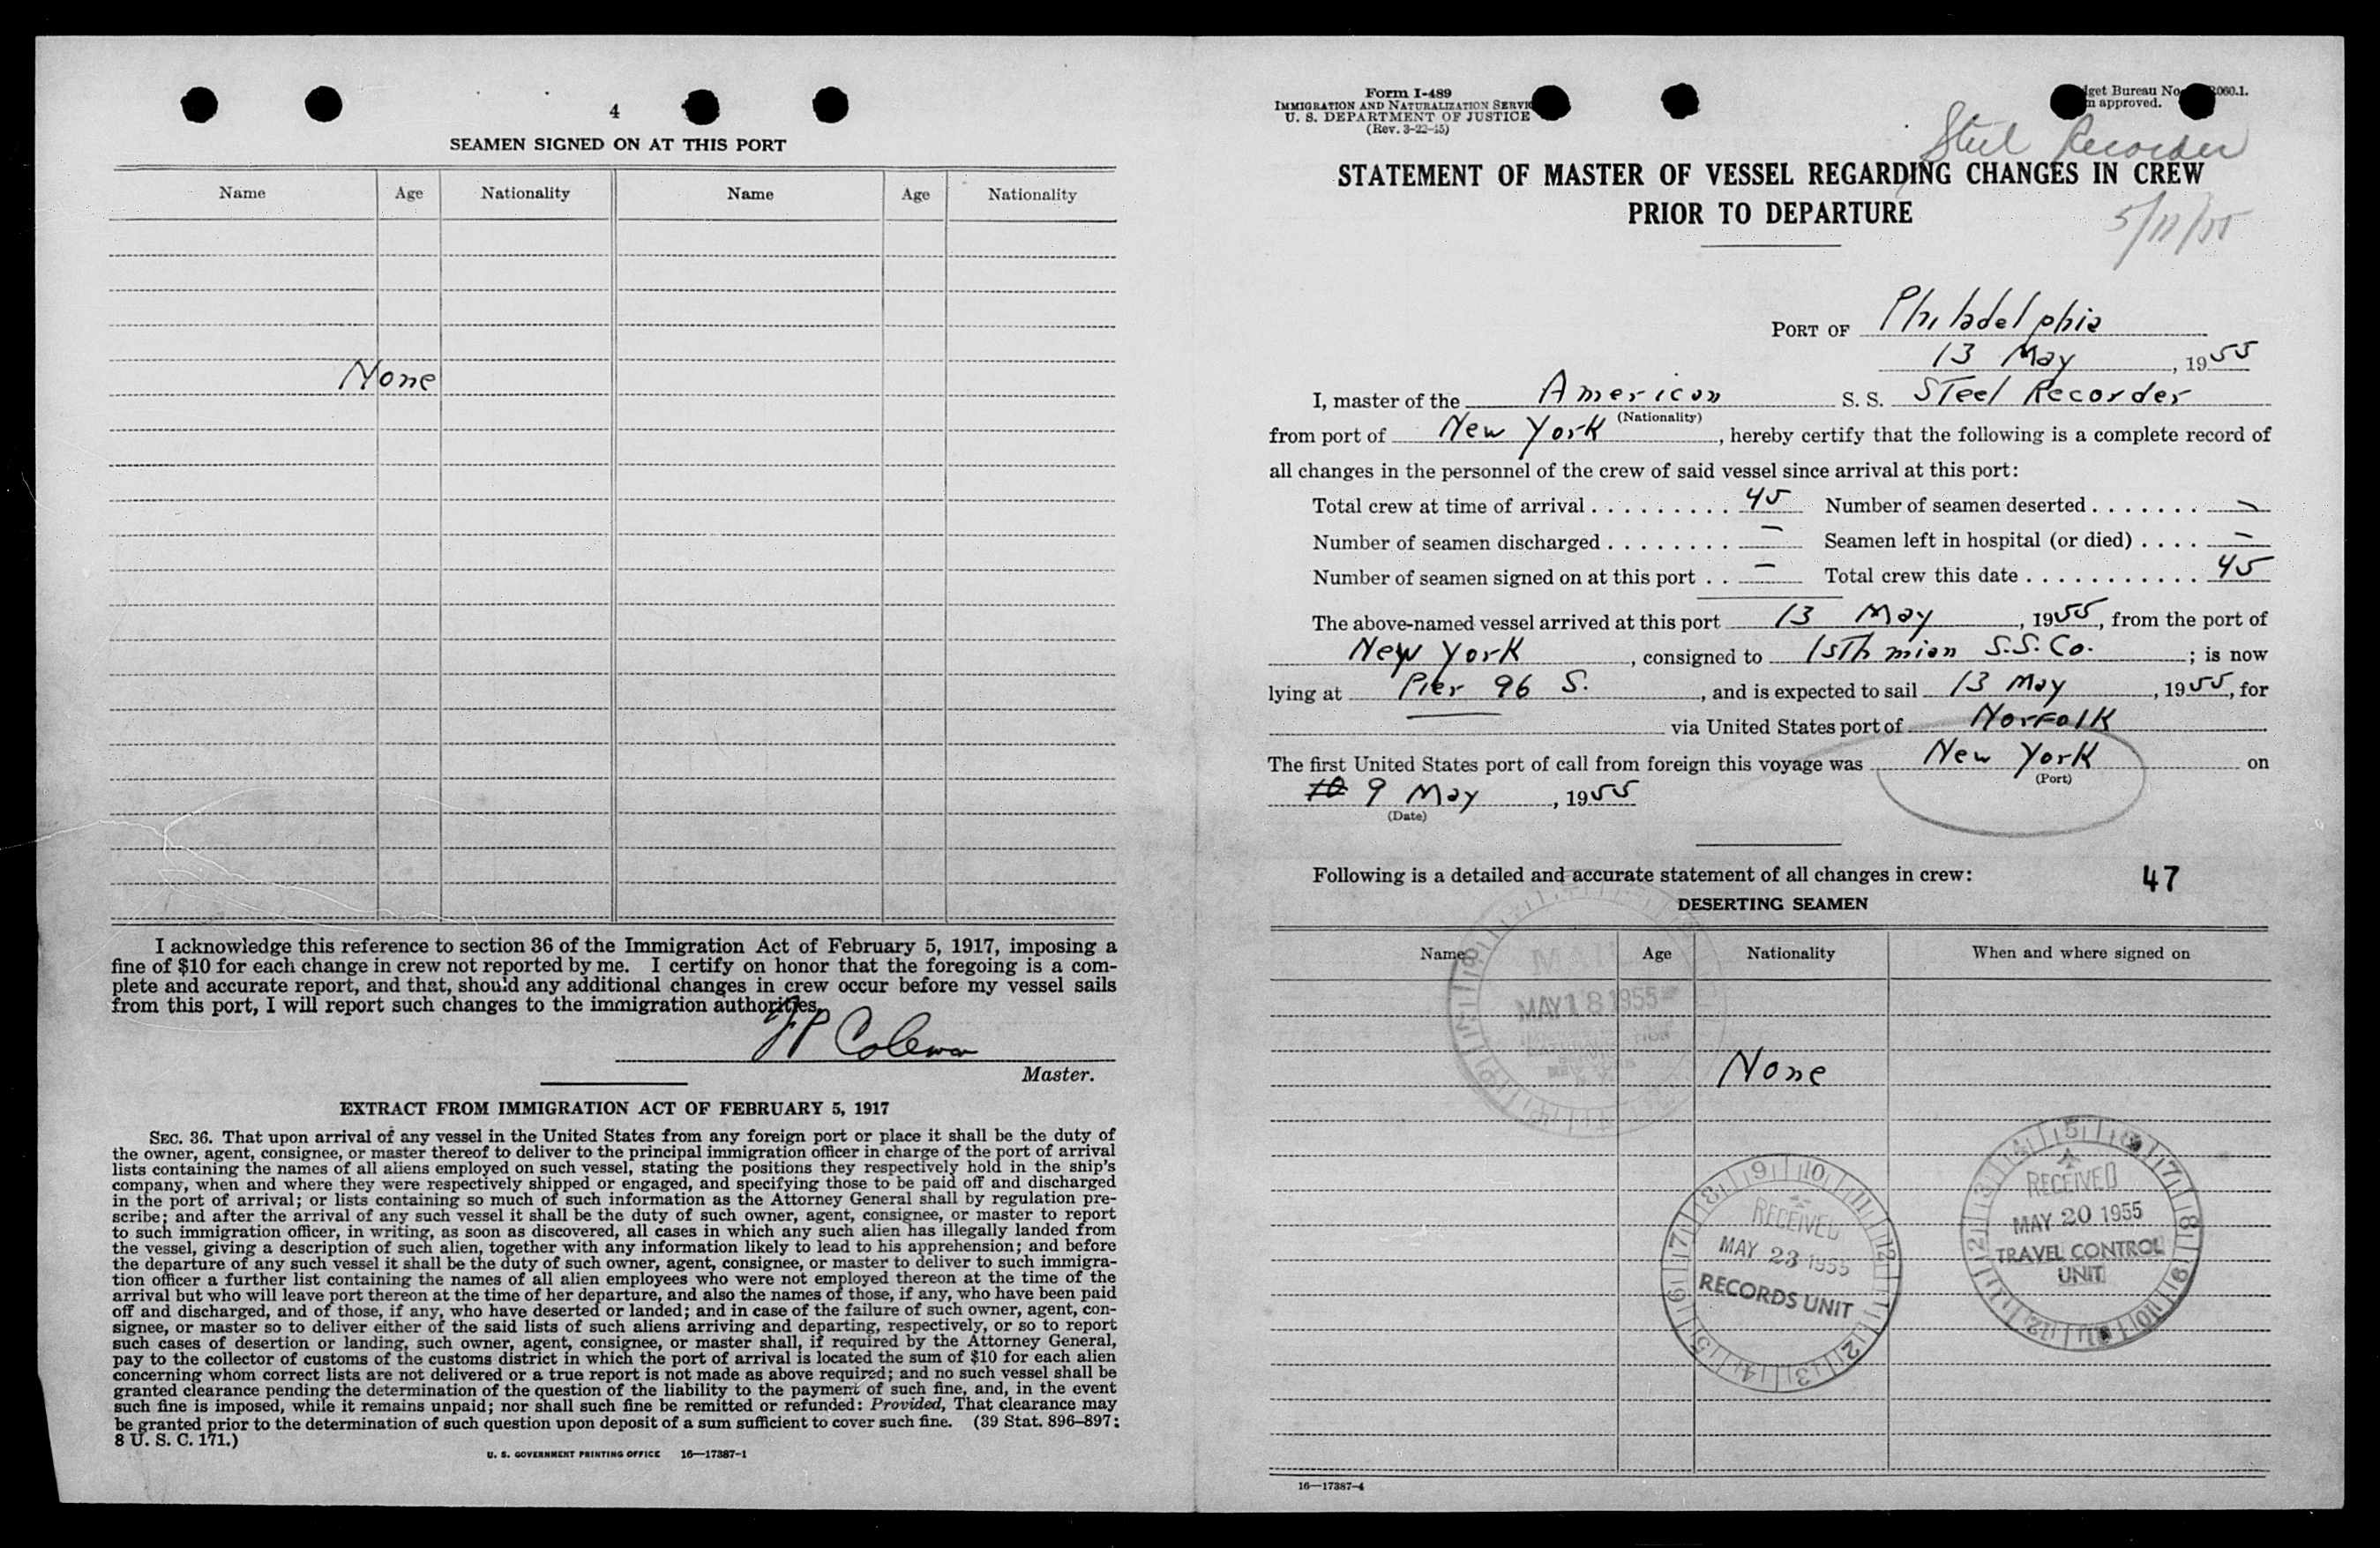 4
SEAMEN SIGNED ON AT THIS PORT
Name Age Nationality Name Age Nationality
None
I acknowledge this reference to section 36 of the Immigration Act of February 5, 1917, imposing a
fine of $10 for each change in crew not reported by me. I certify on honor that the foregoing is a com-
plete and accurate report, and that, should any additional changes in crew occur before my vessel sails
from this port, I will report such changes to the immigration authorities.
JP Coleman
Master.
EXTRACT FROM IMMIGRATION ACT OF FEBRUARY 5, 1917
SEC. 36. That upon arrival of any vessel in the United States from any foreign port or place it shall be the duty of
the owner, agent, consignee, or master thereof to deliver to the principal immigration officer in charge of the port of arrival
lists containing the names of all aliens employed on such vessel, stating the positions they respectively hold in the ship's
company, when and where they were respectively shipped or engaged, and specifying those to be paid off and discharged
in the port of arrival; or lists containing so much of such information as the Attorney General shall by regulation pre-
scribe; and after the arrival of any such vessel it shall be the duty of such owner, agent, consignee, or master to report
to such immigration officer, in writing, as soon as discovered, all cases in which any such alien has illegally landed from
the vessel, giving a description of such alien, together with any information likely to lead to his apprehension; and before
the departure of any such vessel it shall be the duty of such owner, agent, consignee, or master to deliver to such immigra-
tion officer a further list containing the names of all alien employees who were not employed thereon at the time of the
arrival but who will leave port thereon at the time of her departure, and also the names of those, if any, who have been paid
off and discharged, and of those, if any, who have deserted or landed; and in case of the failure of such owner, agent, con-
signee, or master so to deliver either of the said lists of such aliens arriving and departing, respectively, or so to report
such cases of desertion or landing, such owner, agent, consignee, or master shall, if required by the Attorney General,
pay to the collector of customs of the customs district in which the port of arrival is located the sum of $10 for each alien
concerning whom correct lists are not delivered or a true report is not made as above required; and no such vessel shall be
granted clearance pending the determination of the question of the liability to the payment of such fine, and, in the event
such fine is imposed, while it remains unpaid; nor shall such fine be remitted or refunded: Provided, That clearance may
be granted prior to the determination of such question upon deposit of a sum sufficient to cover such fine. (39 Stat. 896–897;
8 U. S. C. 171.)
U. S. GOVERNMENT PRINTING OFFICE 16—17387-1
Form I-489
IMMIGRATION AND NATURALIZATION SERVIC
U. S. DEPARTMENT OF JUSTICE
(Rev. 3-22-45)
get Bureau No. 060.1.
approved.
Steel Recorder
STATEMENT OF MASTER OF VESSEL REGARDING CHANGES IN CREW
PRIOR TO DEPARTURE
5/11/55
PORT OF Philadelphia
13 May, 1955
I, master of the American S. S. Steel Recorder
(Nationality)
from port of New York, hereby certify that the following is a complete record of
all changes in the personnel of the crew of said vessel since arrival at this port:
Total crew at time of arrival 45 Number of seamen deserted –
Number of seamen discharged – Seamen left in hospital (or died) –
Number of seamen signed on at this port – Total crew this date 45
The above-named vessel arrived at this port 13 May, 1955, from the port of
New York, consigned to Isthmian S.S. Co.; is now
lying at Pier 96 S., and is expected to sail 13 May, 1955, for
via United States port of Norfolk
The first United States port of call from foreign this voyage was New York on
(Port)
10 9 May, 1955
(Date)
Following is a detailed and accurate statement of all changes in crew: 47
DESERTING SEAMEN
Name Age Nationality When and where signed on
MAY 18 1955
None
RECEIVED
MAY 20 1955
TRAVEL CONTROL
UNIT
RECEIVED
MAY 23 1955
RECORDS UNIT
16—17387-4